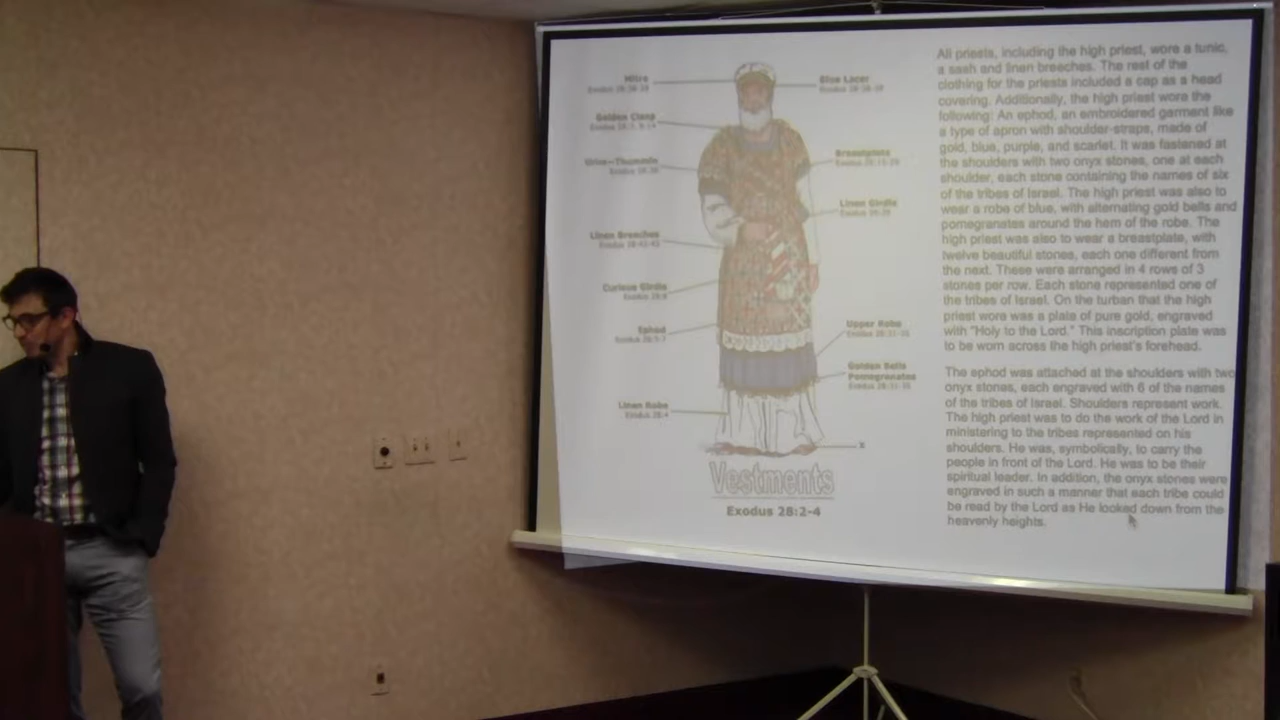 Mitre
Blue Lacer
Golden Clasp
Urim-Thummim
Breastplate
Linen Girdle
Linen Breeches
Curious Girdle
Exodus 28:8
Ephod
Upper Robe
Golden Bells
Pomegranates
Linen Robe
Exodus 28:4
Vestments
Exodus 28:2-4
All priests, including the high priest, wore a tunic,
a sash and linen breeches. The rest of the
clothing for the priests included a cap as a head
covering. Additionally, the high priest wore the
following: An ephod, an embroidered garment like
a type of apron with shoulder-straps, made of
gold, blue, purple, and scarlet. It was fastened at
the shoulders with two onyx stones, one at each
shoulder, each stone containing the names of six
of the tribes of Israel. The high priest was also to
wear a robe of blue, with alternating gold bells and
pomegranates around the hem of the robe. The
high priest was also to wear a breastplate, with
twelve beautiful stones, each one different from
the next. These were arranged in 4 rows of 3
stones per row. Each stone represented one of
the tribes of Israel. On the turban that the high
priest wore was a plate of pure gold, engraved
with "Holy to the Lord." This inscription plate was
to be worn across the high priest's forehead.
The ephod was attached at the shoulders with two
onyx stones, each engraved with 6 of the names
of the tribes of Israel. Shoulders represent work.
The high priest was to do the work of the Lord in
ministering to the tribes represented on his
shoulders. He was, symbolically, to carry the
people in front of the Lord. He was to be their
spiritual leader. In addition, the onyx stones were
engraved in such a manner that each tribe could
be read by the Lord as He looked down from the
heavenly heights.